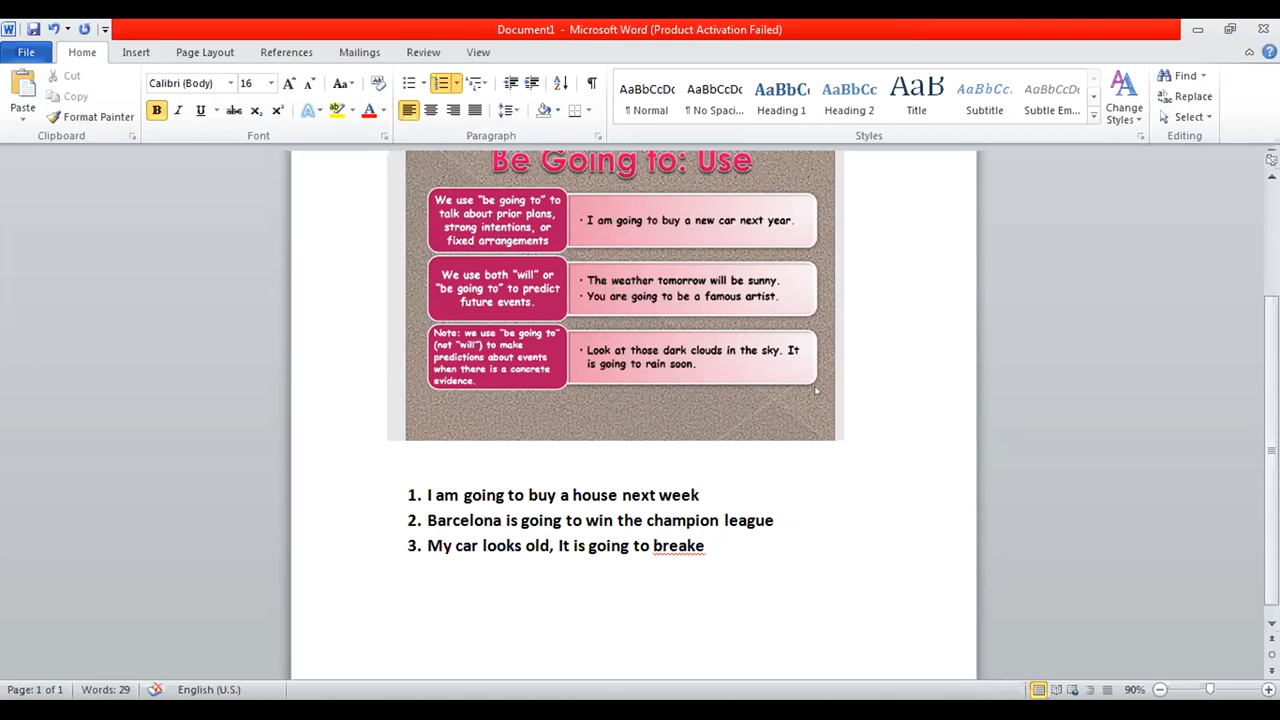 Document1 - Microsoft Word (Product Activation Failed)
File Home Insert Page Layout References Mailings Review View
Paste
Cut
Copy
Format Painter
Clipboard
Calibri (Body) 16
Font
Paragraph
AaBbCcDc AaBbCcDc AaBbCc AaBbCc AaB AaBbCc. AaBbCcDc
¶ Normal ¶ No Spaci... Heading 1 Heading 2 Title Subtitle Subtle Em...
Change
Styles
Styles
Find
Replace
Select
Editing
Be Going to: Use
We use "be going to" to
talk about prior plans,
strong intentions, or
fixed arrangements
• I am going to buy a new car next year.
We use both "will" or
"be going to" to predict
future events.
• The weather tomorrow will be sunny.
• You are going to be a famous artist.
Note: we use "be going to"
(not "will") to make
predictions about events
when there is a concrete
evidence.
• Look at those dark clouds in the sky. It
is going to rain soon.
1. I am going to buy a house next week
2. Barcelona is going to win the champion league
3. My car looks old, It is going to breake
Page: 1 of 1 Words: 29 English (U.S.) 90%